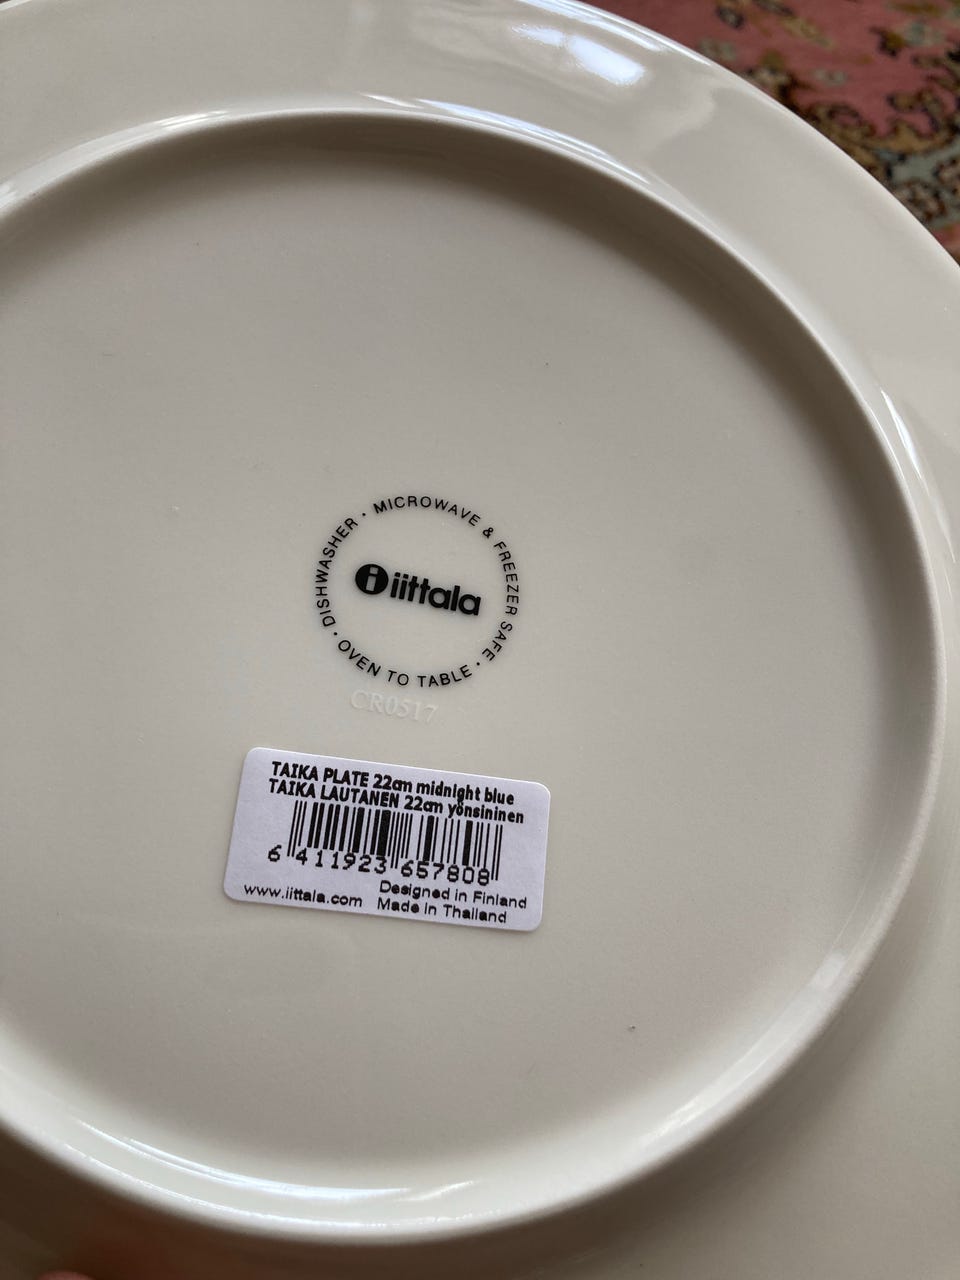 DISHWASHER · MICROWAVE & FREEZER SAFE · OVEN TO TABLE ·
iittala
CR0517
TAIKA PLATE 22cm midnight blue
TAIKA LAUTANEN 22cm yönsininen
6 411923 657808
www.iittala.com
Designed in Finland
Made in Thailand